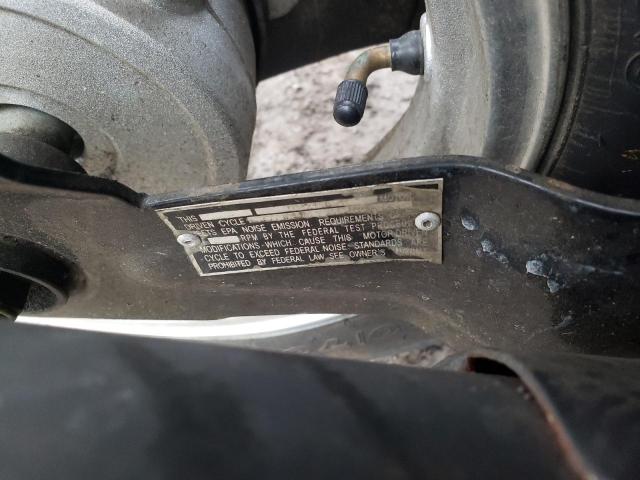 THIS
DRIVEN CYCLE
EPA NOISE EMISSION REQUIREMENTS
RPM BY THE FEDERAL TEST
MODIFICATIONS WHICH CAUSE THIS MOTOR
CYCLE TO EXCEED FEDERAL NOISE STANDARDS ARE
PROHIBITED BY FEDERAL LAW SEE OWNER'S